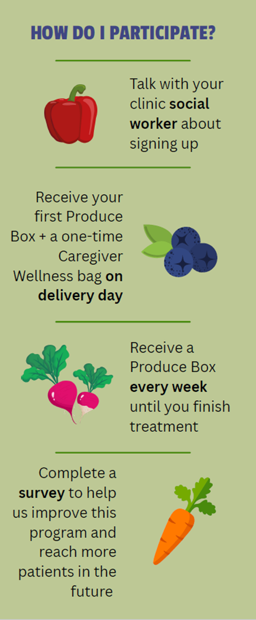 HOW DO I PARTICIPATE?
Talk with your
clinic social
worker about
signing up
Receive your
first Produce
Box + a one-time
Caregiver
Wellness bag on
delivery day
Receive a
Produce Box
every week
until you finish
treatment
Complete a
survey to help
us improve this
program and
reach more
patients in the
future